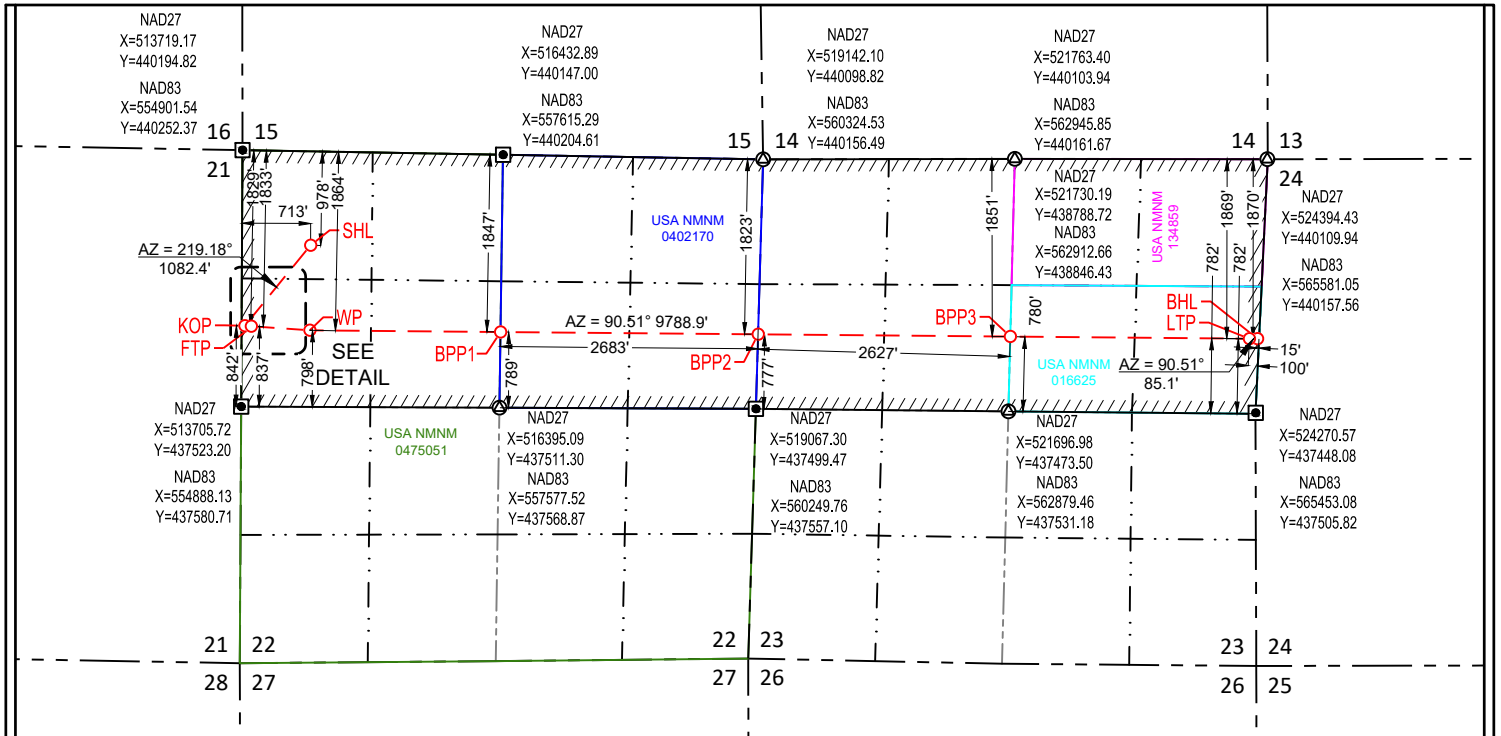 NAD27
X=513719.17
Y=440194.82
NAD83
X=554901.54
Y=440252.37
NAD27
X=516432.89
Y=440147.00
NAD83
X=557615.29
Y=440204.61
NAD27
X=519142.10
Y=440098.82
NAD83
X=560324.53
Y=440156.49
NAD27
X=521763.40
Y=440103.94
NAD83
X=562945.85
Y=440161.67
16 15
21
15 14
14 13
24
1829'
1833'
978'
1864'
713'
SHL
AZ = 219.18°
1082.4'
1847'
USA NMNM
0402170
1823'
1851'
NAD27
X=521730.19
Y=438788.72
NAD83
X=562912.66
Y=438846.43
USA NMNM
134859
1869'
1870'
782'
782'
NAD27
X=524394.43
Y=440109.94
NAD83
X=565581.05
Y=440157.56
KOP
FTP
WP
SEE
DETAIL
842'
837'
798'
BPP1
AZ = 90.51° 9788.9'
2683'
789'
BPP2
777'
2627'
BPP3
780'
BHL
LTP
USA NMNM
016625
AZ = 90.51°
85.1'
15'
100'
NAD27
X=513705.72
Y=437523.20
NAD83
X=554888.13
Y=437580.71
USA NMNM
0475051
NAD27
X=516395.09
Y=437511.30
NAD83
X=557577.52
Y=437568.87
NAD27
X=519067.30
Y=437499.47
NAD83
X=560249.76
Y=437557.10
NAD27
X=521696.98
Y=437473.50
NAD83
X=562879.46
Y=437531.18
NAD27
X=524270.57
Y=437448.08
NAD83
X=565453.08
Y=437505.82
21 22
28 27
22 23
27 26
23 24
26 25